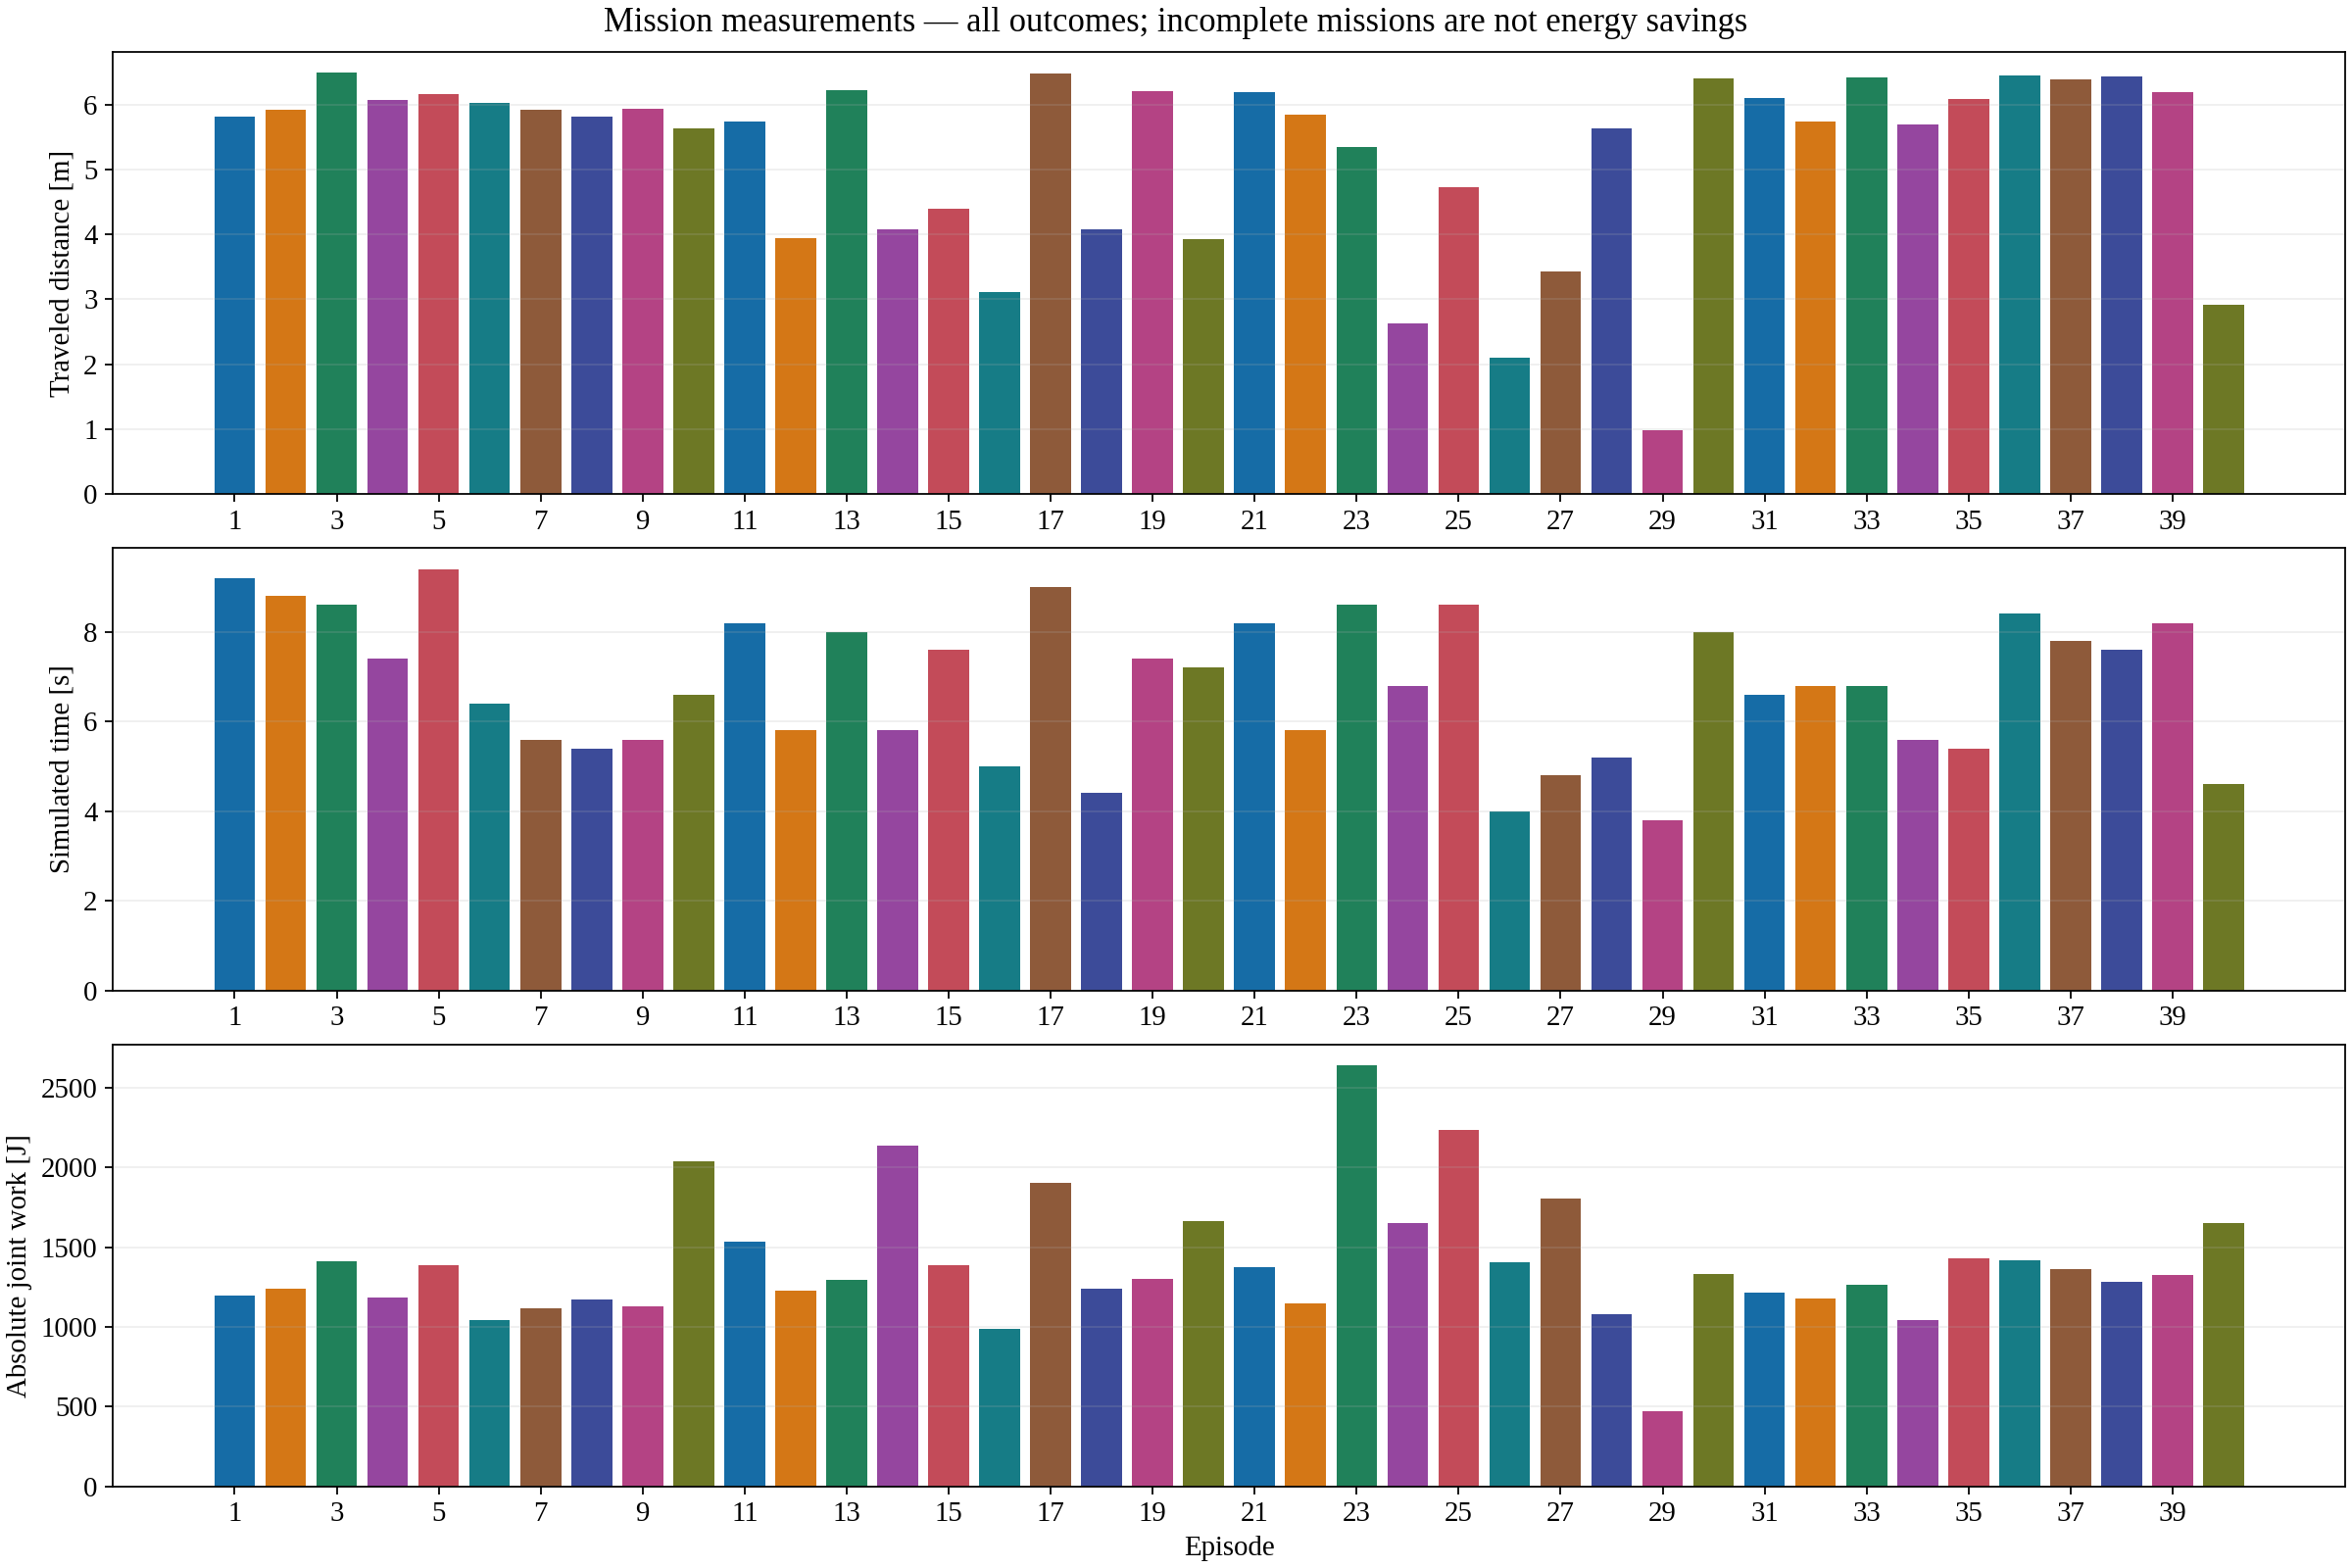 Mission measurements — all outcomes; incomplete missions are not energy savings
Traveled distance [m]
6
5
4
3
2
1
0
1 3 5 7 9 11 13 15 17 19 21 23 25 27 29 31 33 35 37 39
Simulated time [s]
8
6
4
2
0
1 3 5 7 9 11 13 15 17 19 21 23 25 27 29 31 33 35 37 39
Absolute joint work [J]
2500
2000
1500
1000
500
0
1 3 5 7 9 11 13 15 17 19 21 23 25 27 29 31 33 35 37 39
Episode